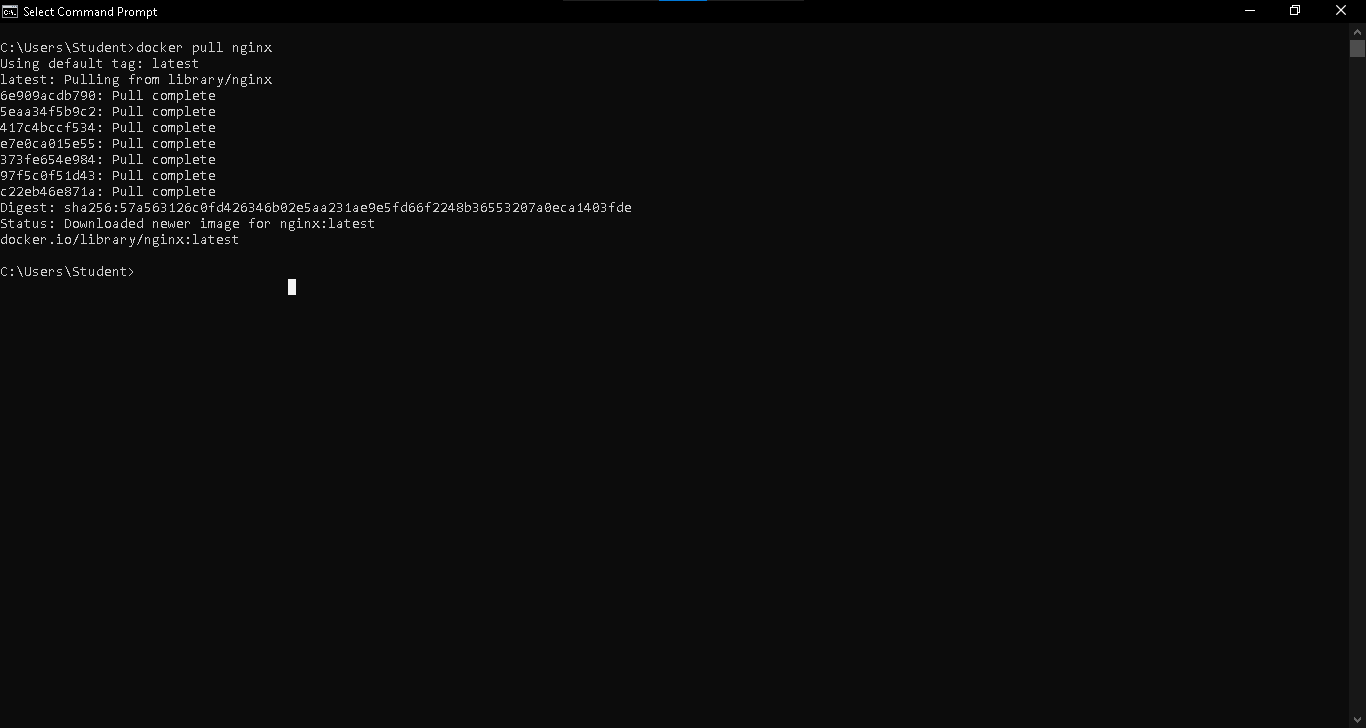 Select Command Prompt
C:\Users\Student>docker pull nginx
Using default tag: latest
latest: Pulling from library/nginx
6e909acdb790: Pull complete
5eaa34f5b9c2: Pull complete
417c4bccf534: Pull complete
e7e0ca015e55: Pull complete
373fe654e984: Pull complete
97f5c0f51d43: Pull complete
c22eb46e871a: Pull complete
Digest: sha256:57a563126c0fd426346b02e5aa231ae9e5fd66f2248b36553207a0eca1403fde
Status: Downloaded newer image for nginx:latest
docker.io/library/nginx:latest
C:\Users\Student>